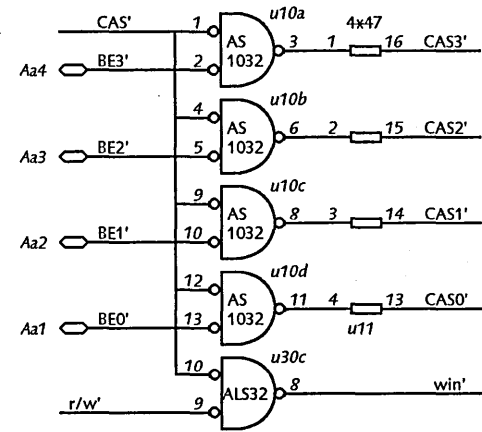 CAS' 1 u10a
AS 1032 3 1 4x47 16 CAS3'
Aa4 BE3' 2
4 u10b
AS 1032 6 2 15 CAS2'
Aa3 BE2' 5
9 u10c
AS 1032 8 3 14 CAS1'
Aa2 BE1' 10
12 u10d
AS 1032 11 4 13 CAS0'
Aa1 BE0' 13 u11
10 u30c
ALS32 8 win'
r/w' 9